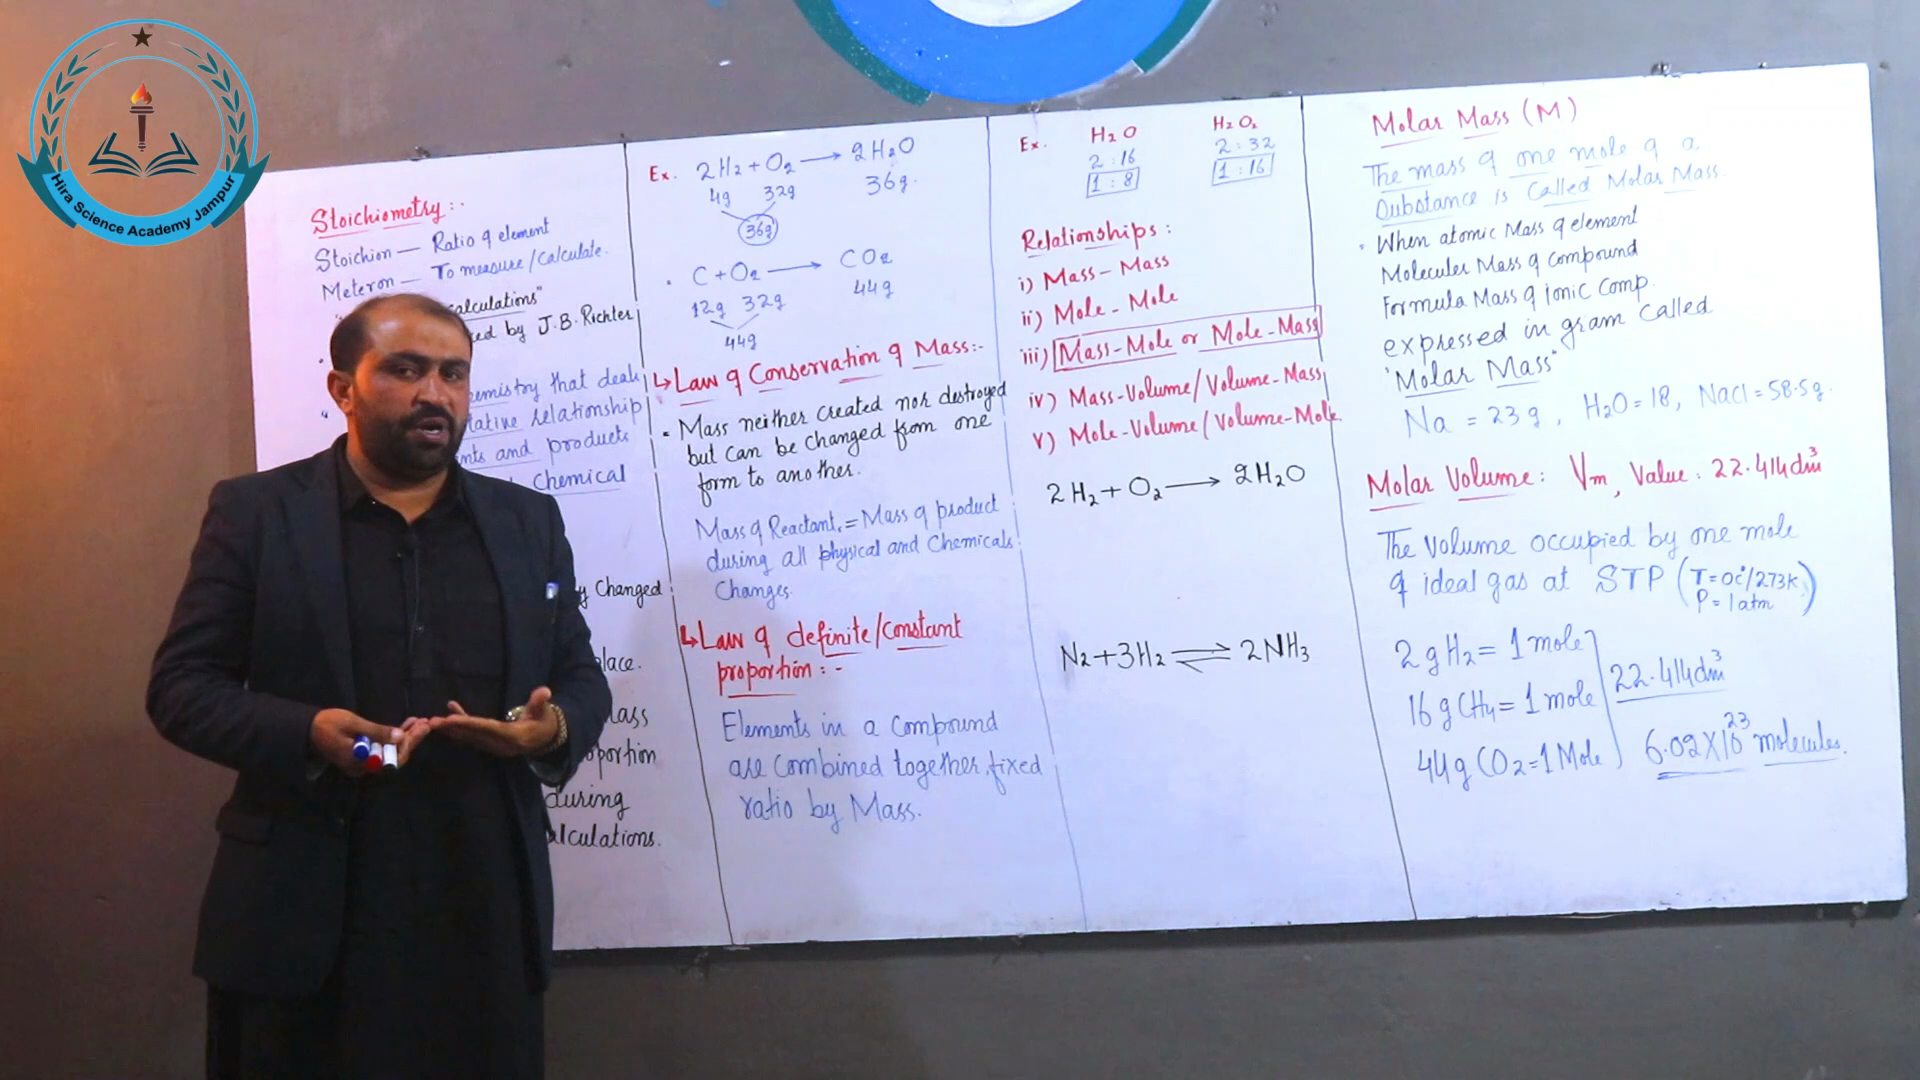 Hira Science Academy Jampur
Stoichiometry:-
Stoichion — Ratio of element
Meteron — To measure/calculate.
Calculations"
by J.B. Richter
emistry that deals
relationship
and products
Chemical
y Changed
place.
Mass
oportion
during
alculations.
Ex. 2H₂ + O₂ → 2H₂O
4g 32g 36g.
36g
C + O₂ → CO₂
12g 32g 44g
44g
↳ Law of Conservation of Mass:-
Mass neither created nor destroyed
but can be changed from one
form to another.
Mass of Reactant = Mass of product
during all physical and Chemicals
Changes.
↳ Law of definite/Constant
proportion :-
Elements in a Compound
are combined together, fixed
ratio by Mass.
Ex. H₂O H₂O₂
2 : 16 2 : 32
1 : 8 1 : 16
Relationships :
i) Mass - Mass
ii) Mole - Mole
iii) Mass-Mole or Mole-Mass
iv) Mass-Volume/Volume-Mass
v) Mole-Volume/Volume-Mole
2H₂ + O₂ → 2H₂O
N₂ + 3H₂ ⇌ 2NH₃
Molar Mass (M)
The mass of one mole of a
Substance is Called Molar Mass.
When atomic Mass of element
Molecular Mass of compound
Formula Mass of ionic Comp.
expressed in gram called
"Molar Mass"
Na = 23g, H₂O = 18, NaCl = 58.5g.
Molar Volume: Vm, Value: 22.414dm³
The Volume occupied by one mole
of ideal gas at STP (T=0C°/273K,
P=1atm)
2g H₂ = 1 mole
16g CH₄ = 1 mole
44g CO₂ = 1 Mole
22.414dm³
6.02X10²³ molecules.